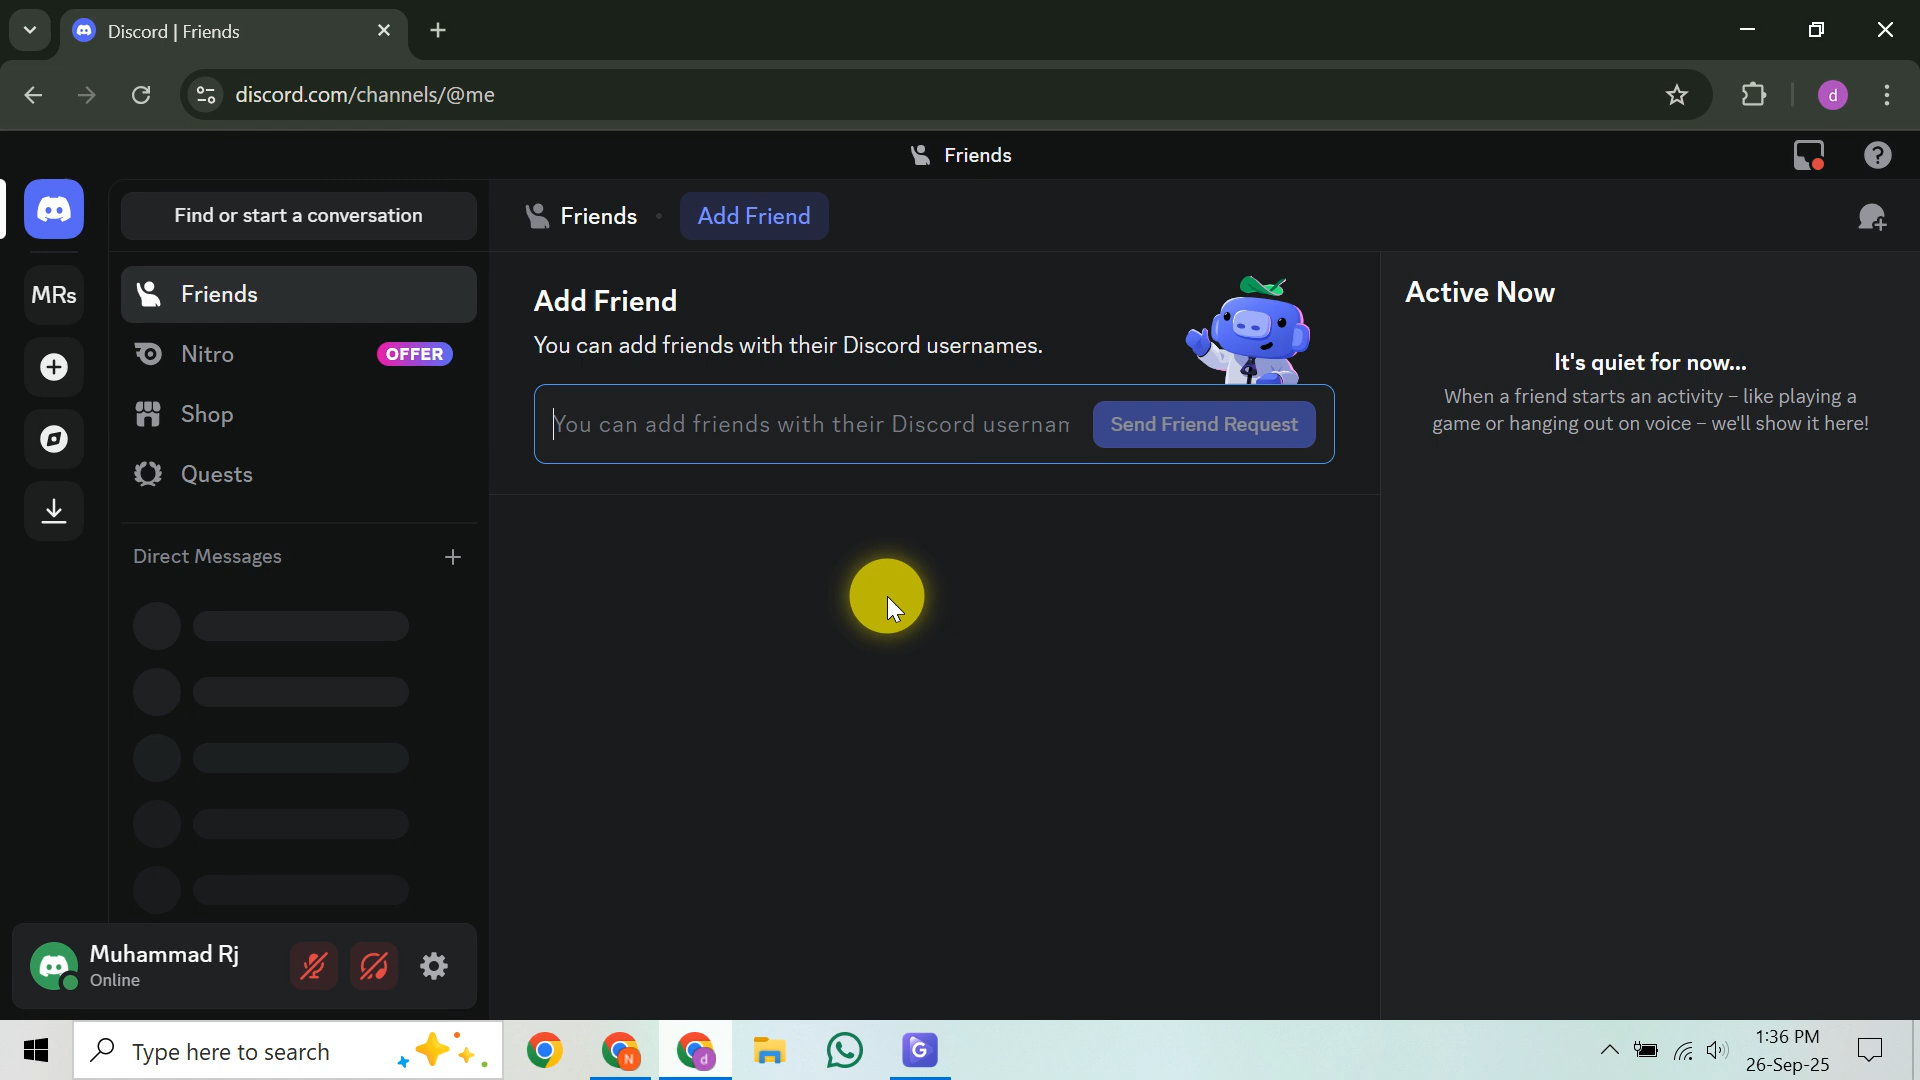 Discord | Friends
discord.com/channels/@me
d
Friends
Find or start a conversation
Friends
Add Friend
MRs
Friends
Nitro
OFFER
Shop
Quests
Direct Messages
Add Friend
You can add friends with their Discord usernames.
You can add friends with their Discord usernam
Send Friend Request
Active Now
It's quiet for now...
When a friend starts an activity – like playing a
game or hanging out on voice – we'll show it here!
Muhammad Rj
Online
Type here to search
N
d
G
1:36 PM
26-Sep-25